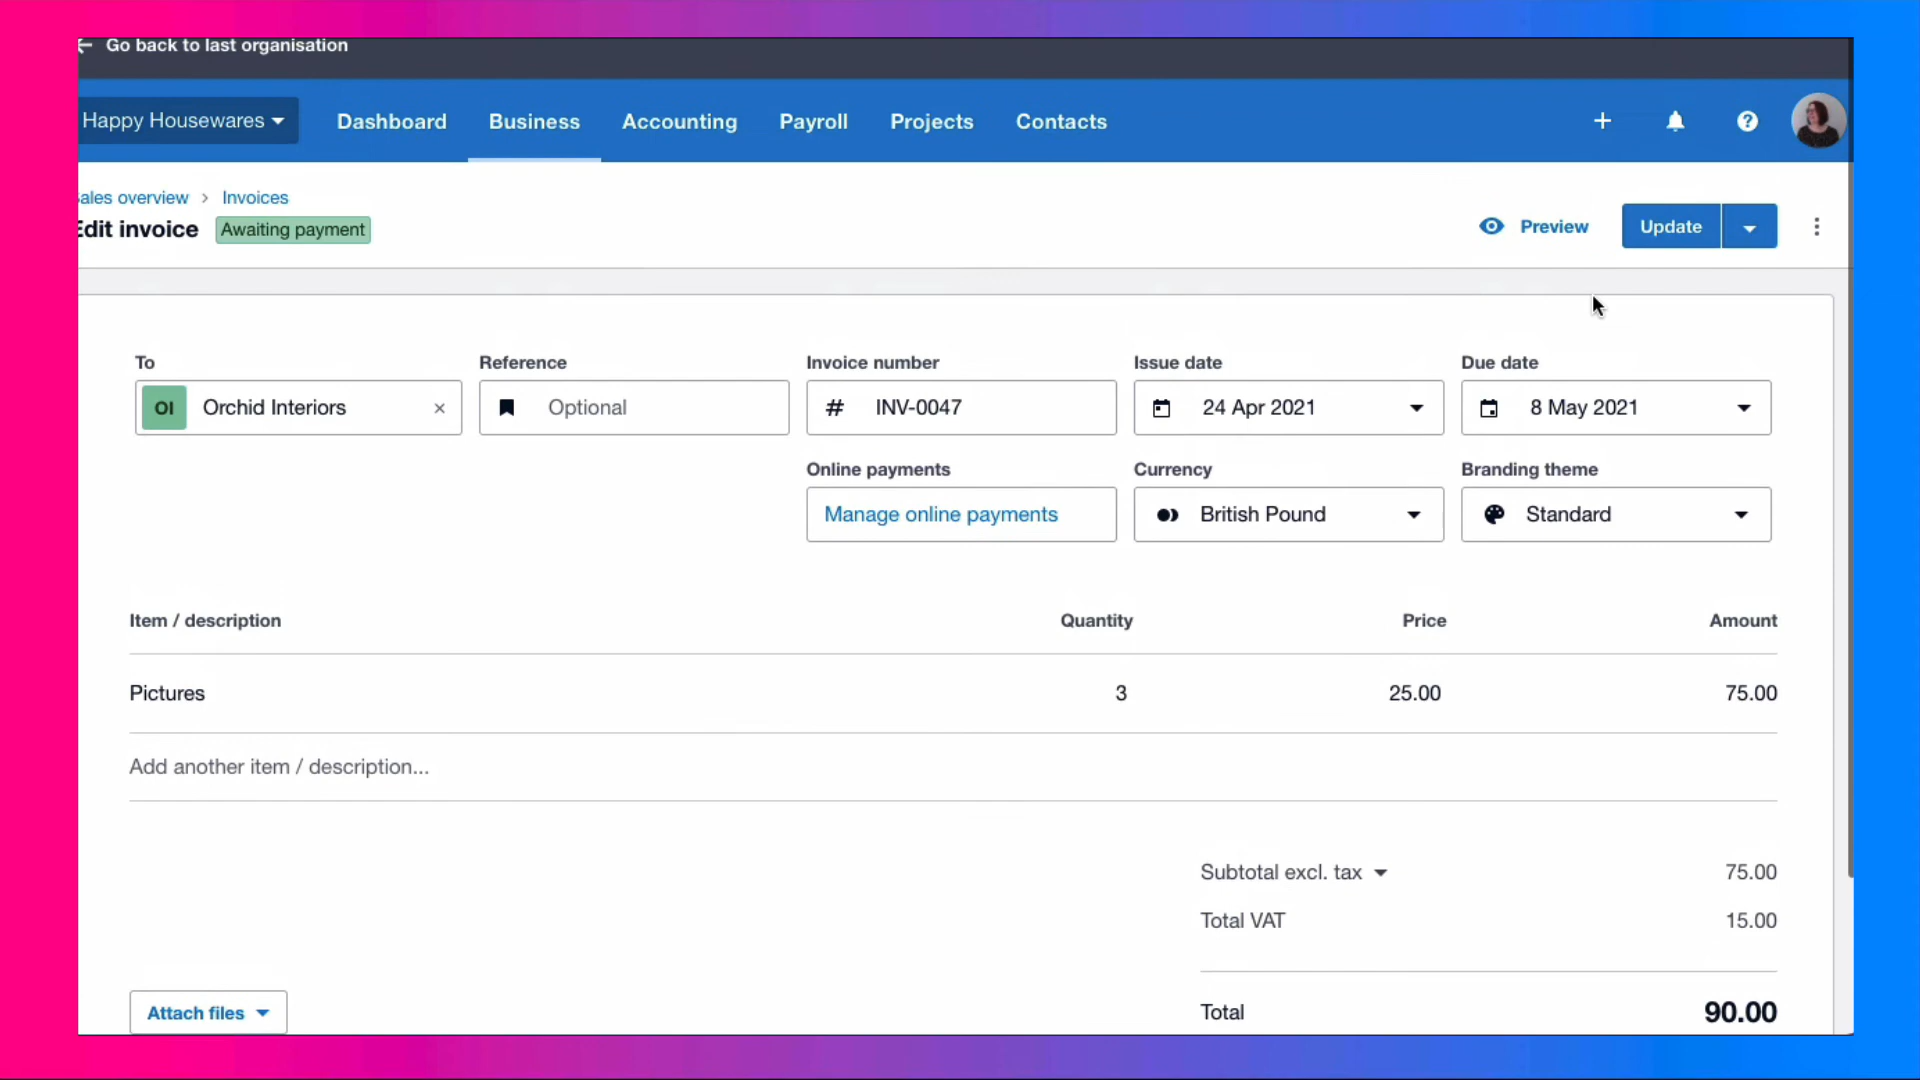 Go back to last organisation
Happy Housewares Dashboard Business Accounting Payroll Projects Contacts
ales overview > Invoices
Edit invoice Awaiting payment Preview Update
To Reference Invoice number Issue date Due date
OI Orchid Interiors × Optional # INV-0047 24 Apr 2021 8 May 2021
Online payments Currency Branding theme
Manage online payments British Pound Standard
Item / description Quantity Price Amount
Pictures 3 25.00 75.00
Add another item / description...
Subtotal excl. tax 75.00
Total VAT 15.00
Attach files Total 90.00